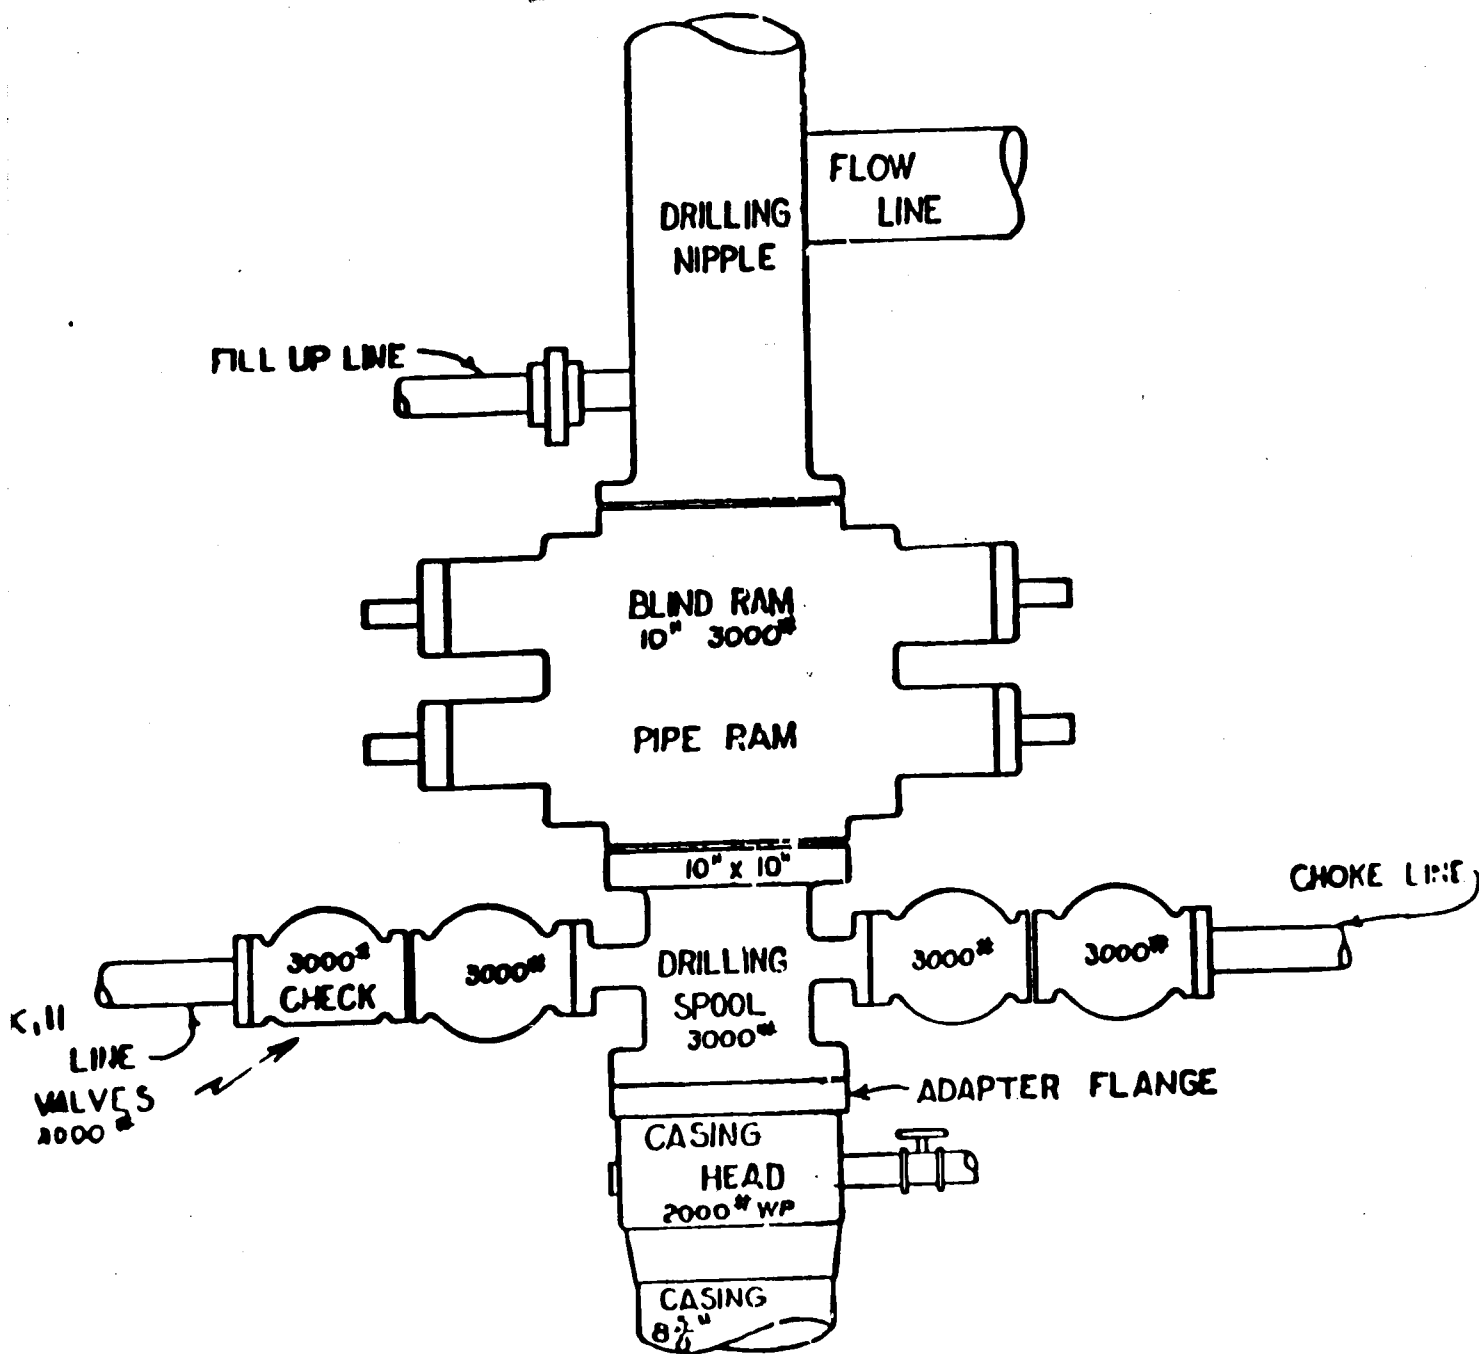 FLOW
LINE
DRILLING
NIPPLE
FILL UP LINE
BLIND RAM
10" 3000#
PIPE RAM
10" x 10"
CHOKE LINE
3000#
CHECK
3000#
DRILLING
SPOOL
3000#
3000#
3000#
Kill
LINE
VALVES
ADAPTER FLANGE
CASING
HEAD
2000# WP
CASING